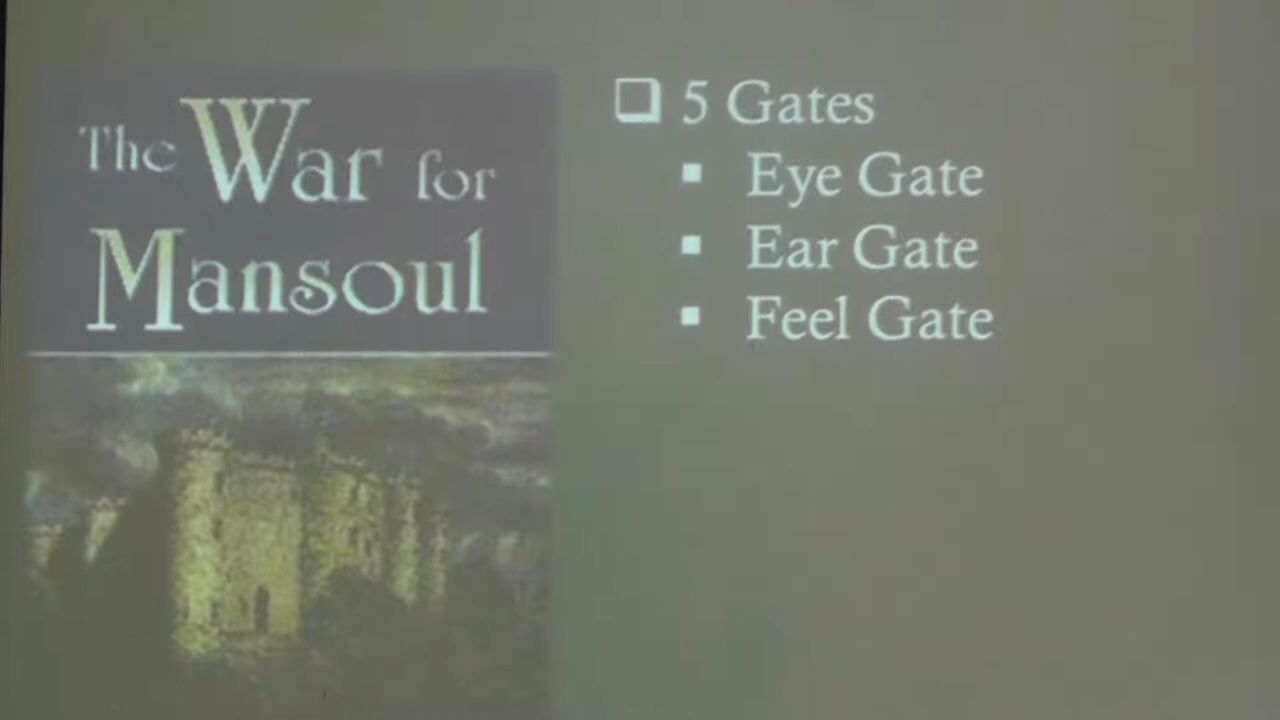 The War for
Mansoul
5 Gates
Eye Gate
Ear Gate
Feel Gate